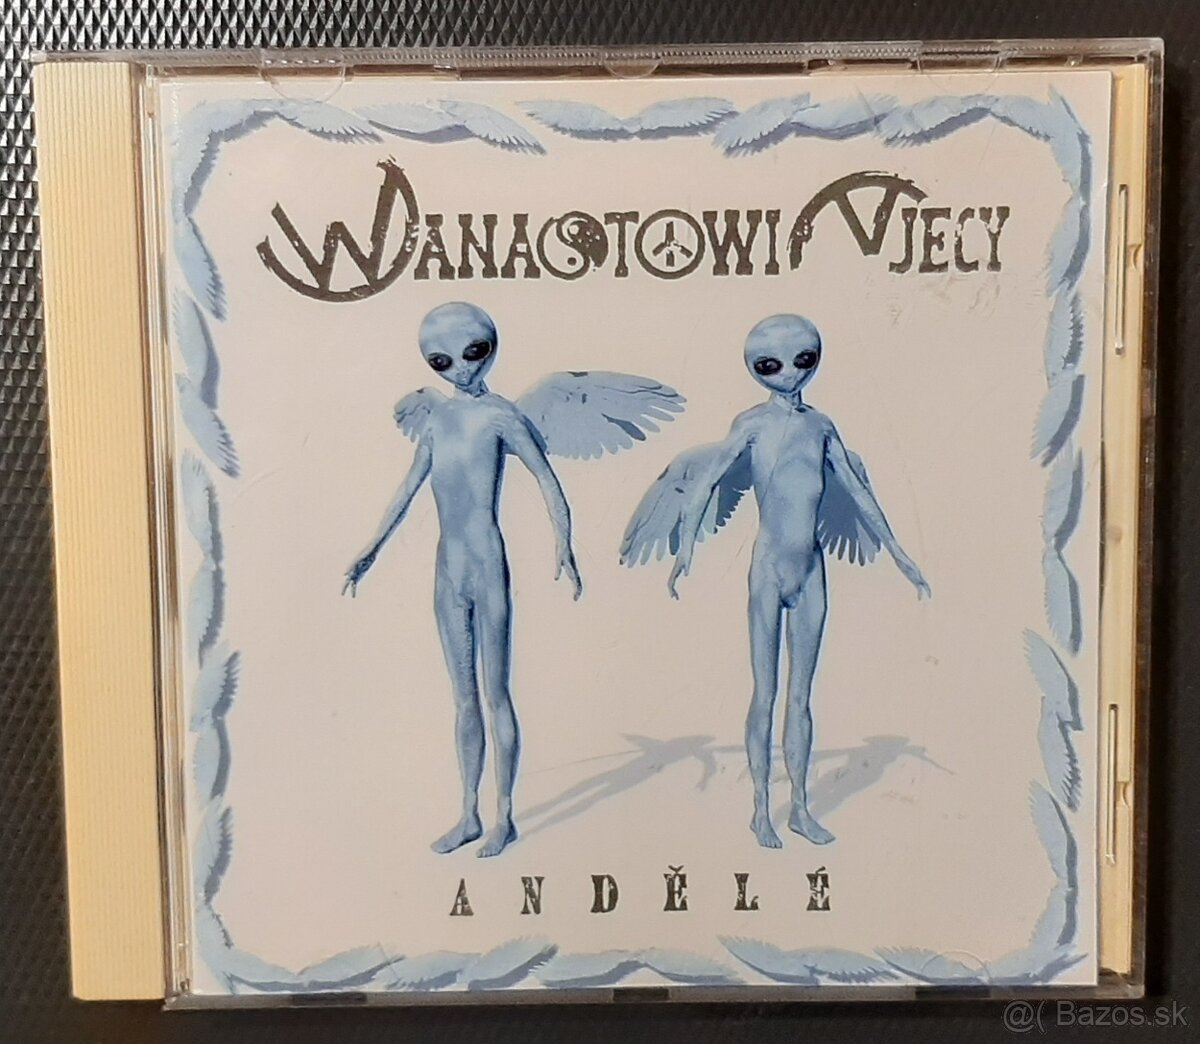 WANASTOWI VJECY
ANDĚLÉ
@( Bazos.sk